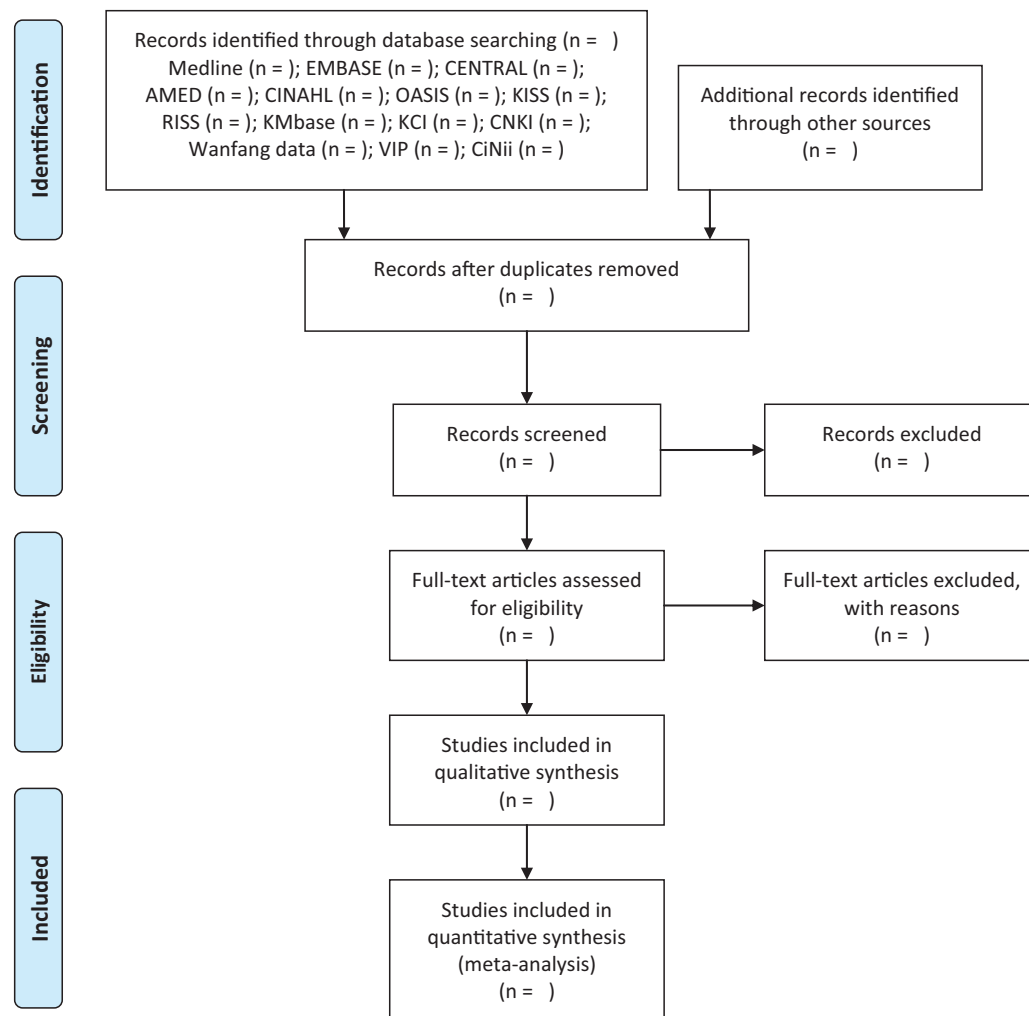 Identification
Records identified through database searching (n =   )
Medline (n = ); EMBASE (n = ); CENTRAL (n = );
AMED (n = ); CINAHL (n = ); OASIS (n = ); KISS (n = );
RISS (n = ); KMbase (n = ); KCI (n = ); CNKI (n = );
Wanfang data (n = ); VIP (n = ); CiNii (n = )
Additional records identified
through other sources
(n =   )
Records after duplicates removed
(n =   )
Screening
Records screened
(n =   )
Records excluded
(n =   )
Eligibility
Full-text articles assessed
for eligibility
(n =   )
Full-text articles excluded,
with reasons
(n =   )
Studies included in
qualitative synthesis
(n =   )
Included
Studies included in
quantitative synthesis
(meta-analysis)
(n =   )